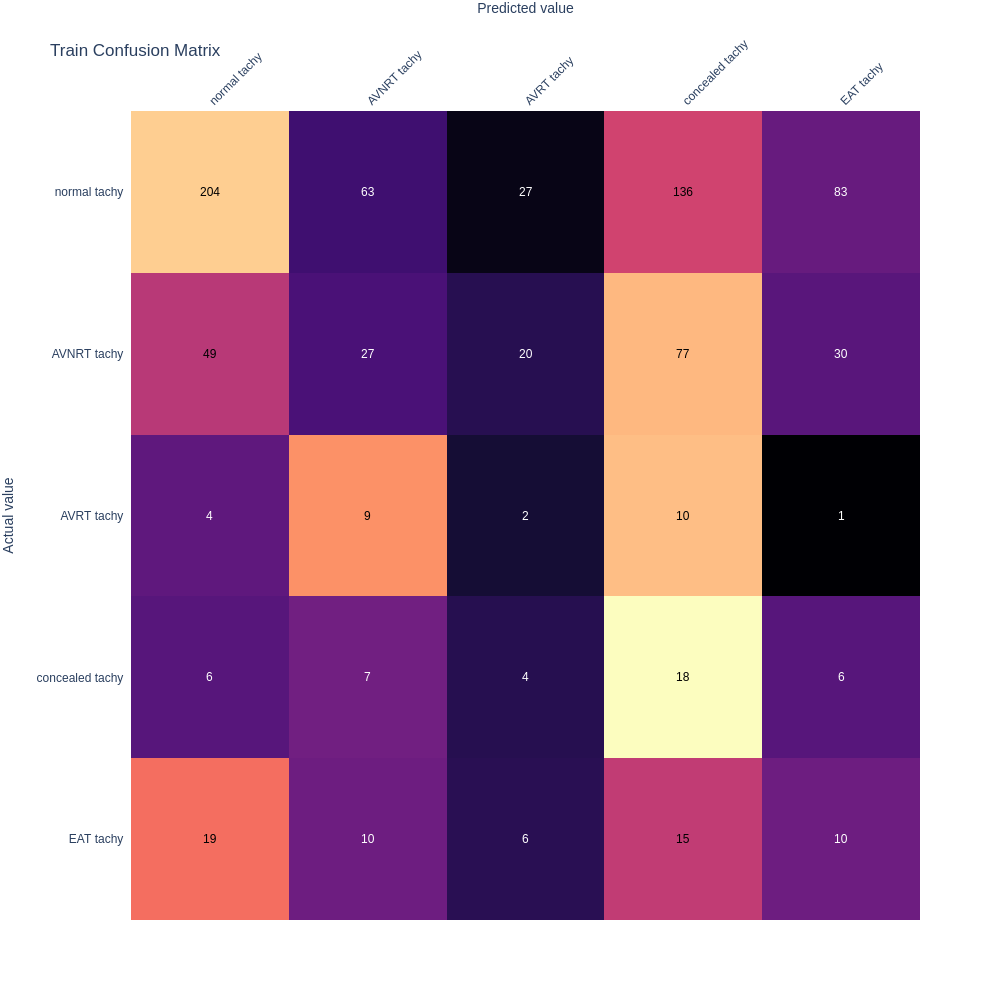 Predicted value
Train Confusion Matrix
normal tachy AVNRT tachy AVRT tachy concealed tachy EAT tachy
normal tachy 204 63 27 136 83
AVNRT tachy 49 27 20 77 30
Actual value
AVRT tachy 4 9 2 10 1
concealed tachy 6 7 4 18 6
EAT tachy 19 10 6 15 10